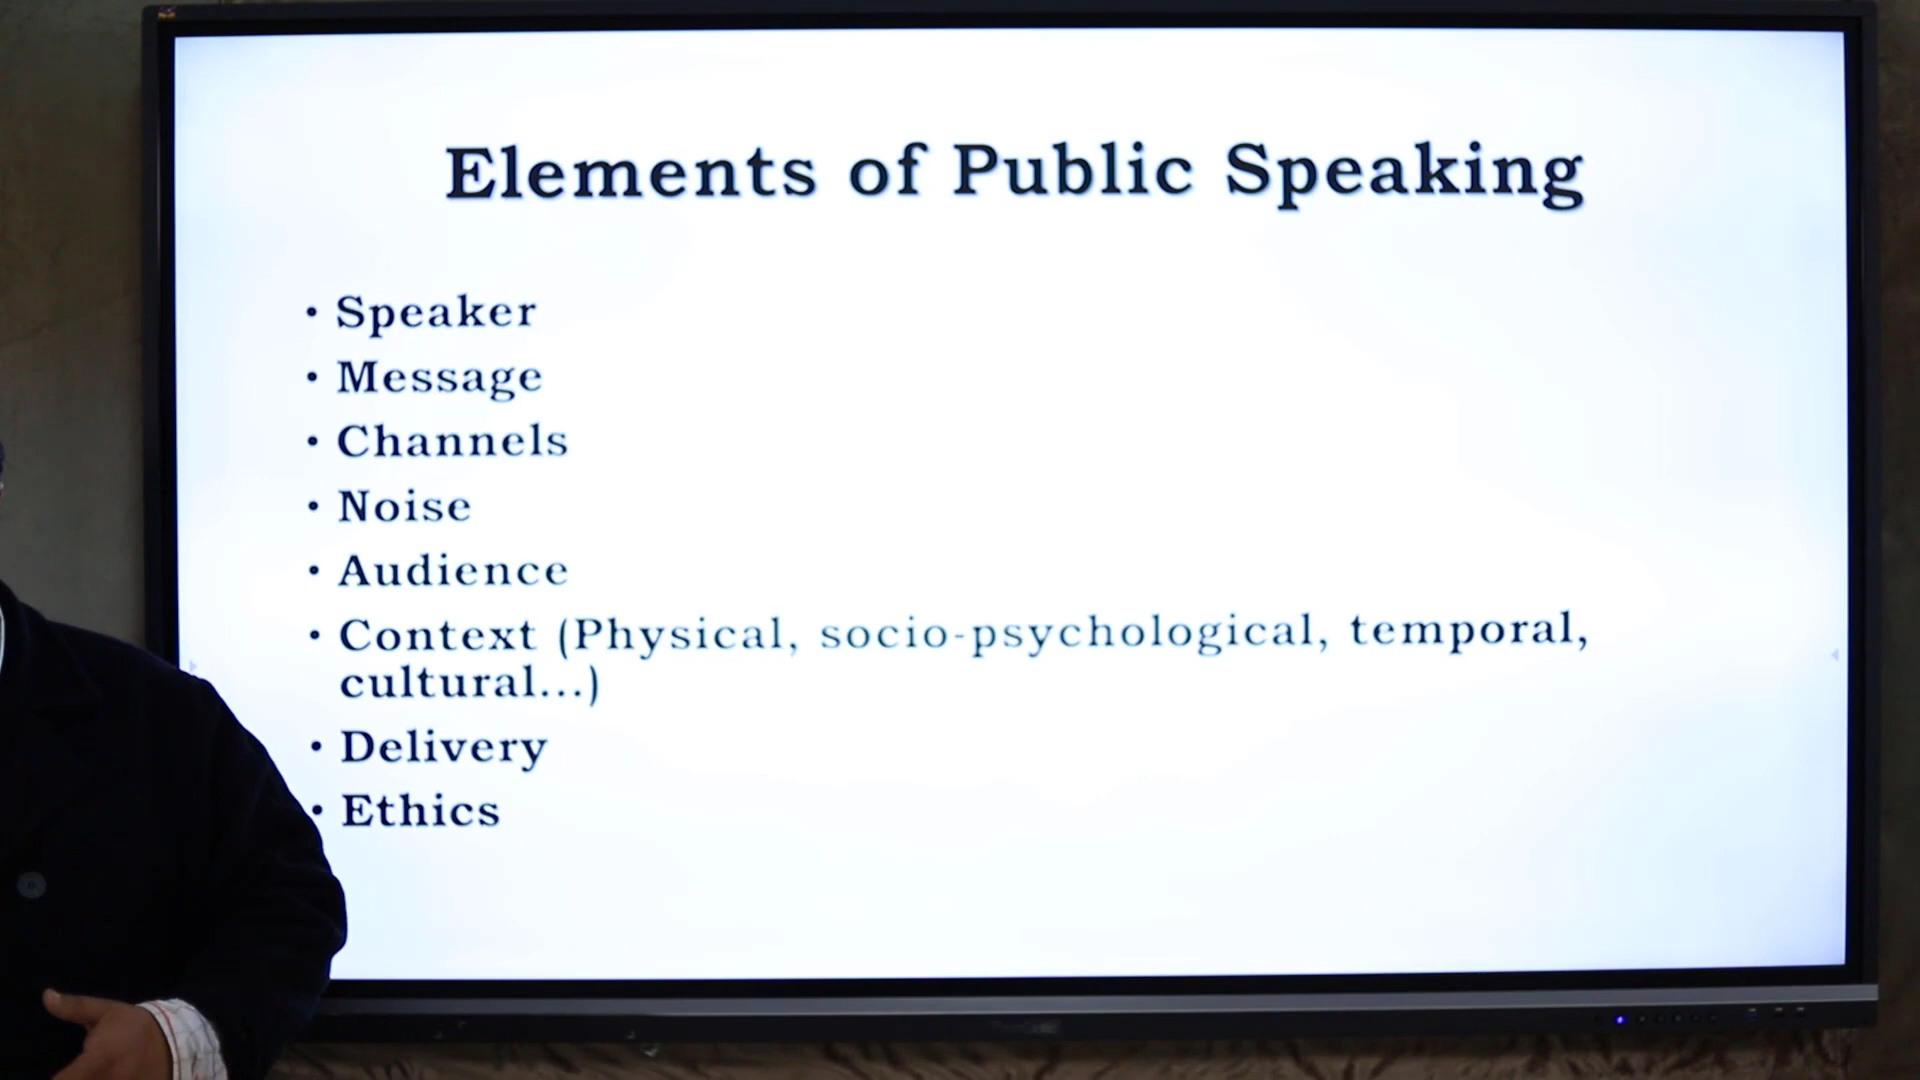 Elements of Public Speaking
• Speaker
• Message
• Channels
• Noise
• Audience
• Context (Physical, socio-psychological, temporal,
cultural...)
• Delivery
• Ethics